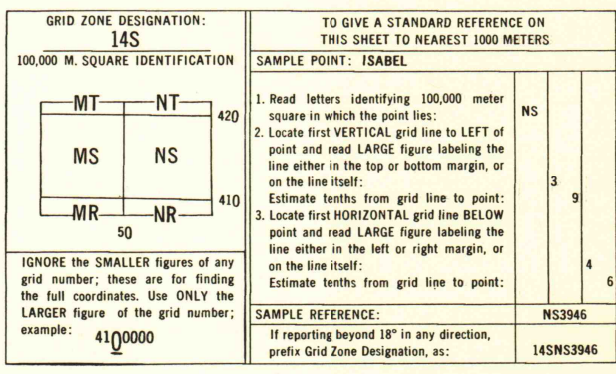 GRID ZONE DESIGNATION:
14S
100,000 M. SQUARE IDENTIFICATION
MT NT
420
MS NS
410
MR NR
50
IGNORE the SMALLER figures of any
grid number; these are for finding
the full coordinates. Use ONLY the
LARGER figure of the grid number;
example:
4100000
TO GIVE A STANDARD REFERENCE ON
THIS SHEET TO NEAREST 1000 METERS
SAMPLE POINT: ISABEL
1. Read letters identifying 100,000 meter
square in which the point lies: NS
2. Locate first VERTICAL grid line to LEFT of
point and read LARGE figure labeling the
line either in the top or bottom margin, or
on the line itself: 3
Estimate tenths from grid line to point: 9
3. Locate first HORIZONTAL grid line BELOW
point and read LARGE figure labeling the
line either in the left or right margin, or
on the line itself: 4
Estimate tenths from grid line to point: 6
SAMPLE REFERENCE: NS3946
If reporting beyond 18° in any direction,
prefix Grid Zone Designation, as: 14SNS3946